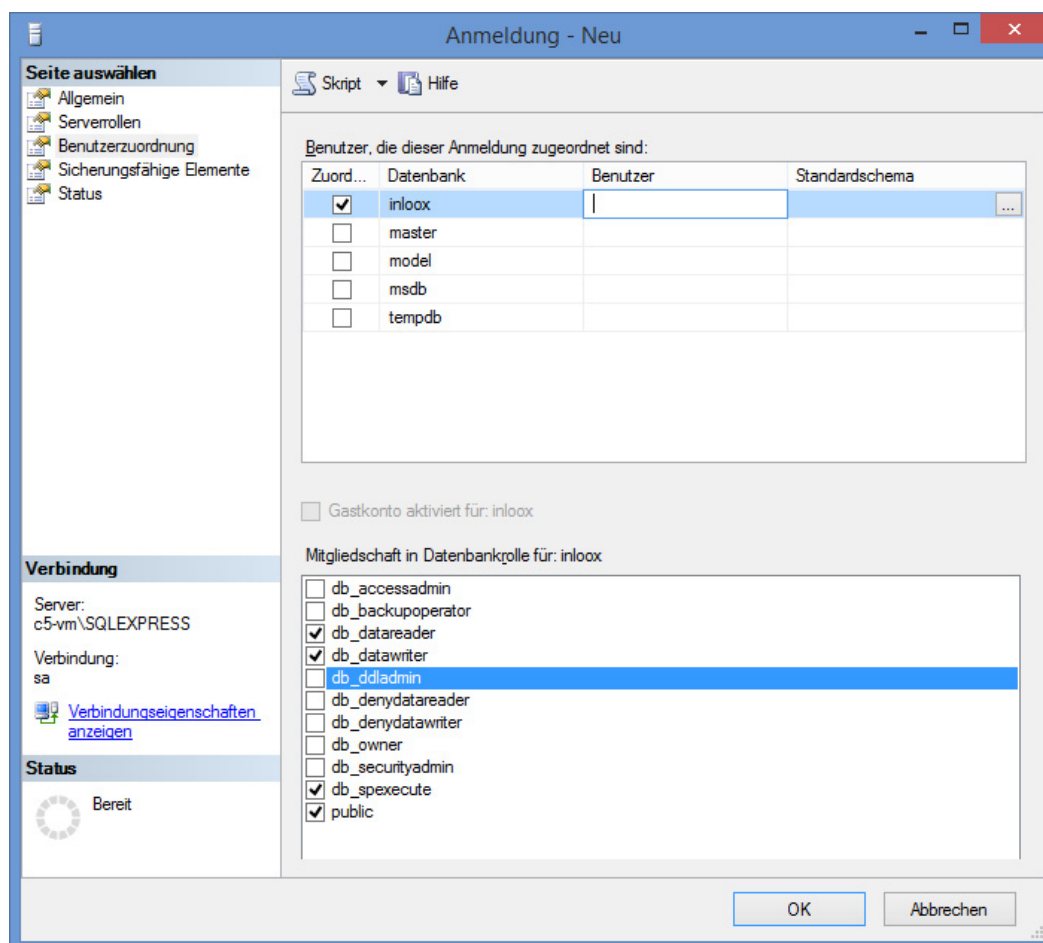 Anmeldung - Neu
Seite auswählen
Allgemein
Serverrollen
Benutzerzuordnung
Sicherungsfähige Elemente
Status
Skript Hilfe
Benutzer, die dieser Anmeldung zugeordnet sind:
Zuord... Datenbank Benutzer Standardschema
inloox ...
master
model
msdb
tempdb
Gastkonto aktiviert für: inloox
Mitgliedschaft in Datenbankrolle für: inloox
db_accessadmin
db_backupoperator
db_datareader
db_datawriter
db_ddladmin
db_denydatareader
db_denydatawriter
db_owner
db_securityadmin
db_spexecute
public
Verbindung
Server:
c5-vm\SQLEXPRESS
Verbindung:
sa
Verbindungseigenschaften
anzeigen
Status
Bereit
OK Abbrechen